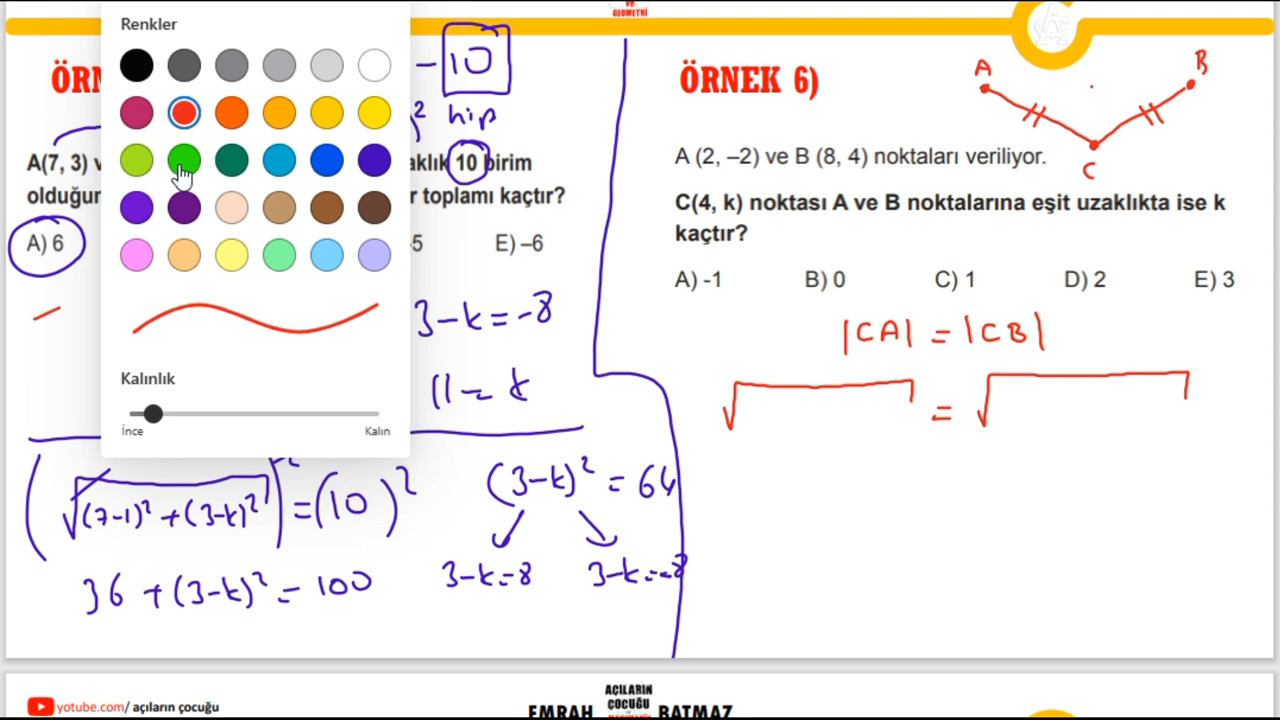 VE
GEOMETRİ
Renkler
Kalınlık
İnce
Kalın
ÖRN
– 10
)² hip
A(7, 3) v
aklık 10 birim
olduğur
r toplamı kaçtır?
A) 6
-5
E) –6
3-k=-8
11=k
√(7-1)²+(3-k)² = (10)²
36+(3-k)²=100
(3-k)²=64
3-k=8
3-k=-8
ÖRNEK 6)
A
B
C
A (2, –2) ve B (8, 4) noktaları veriliyor.
C(4, k) noktası A ve B noktalarına eşit uzaklıkta ise k
kaçtır?
A) -1
B) 0
C) 1
D) 2
E) 3
|CA| = |CB|
√ = √
yotube.com/ açıların çocuğu
AÇILARIN
ÇOCUĞU
EMRAH
BATMAZ